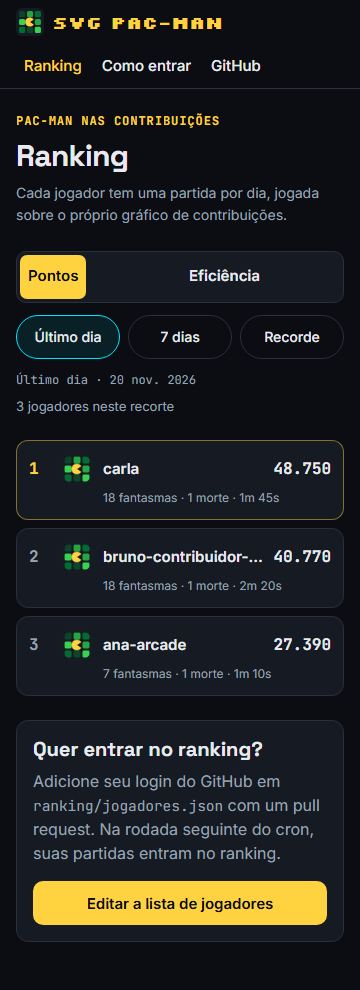 SVG PAC-MAN
Ranking Como entrar GitHub
PAC-MAN NAS CONTRIBUIÇÕES
Ranking
Cada jogador tem uma partida por dia, jogada
sobre o próprio gráfico de contribuições.
Pontos Eficiência
Último dia 7 dias Recorde
Último dia · 20 nov. 2026
3 jogadores neste recorte
1 carla 48.750
18 fantasmas · 1 morte · 1m 45s
2 bruno-contribuidor-... 40.770
18 fantasmas · 1 morte · 2m 20s
3 ana-arcade 27.390
7 fantasmas · 1 morte · 1m 10s
Quer entrar no ranking?
Adicione seu login do GitHub em
ranking/jogadores.json com um pull
request. Na rodada seguinte do cron,
suas partidas entram no ranking.
Editar a lista de jogadores